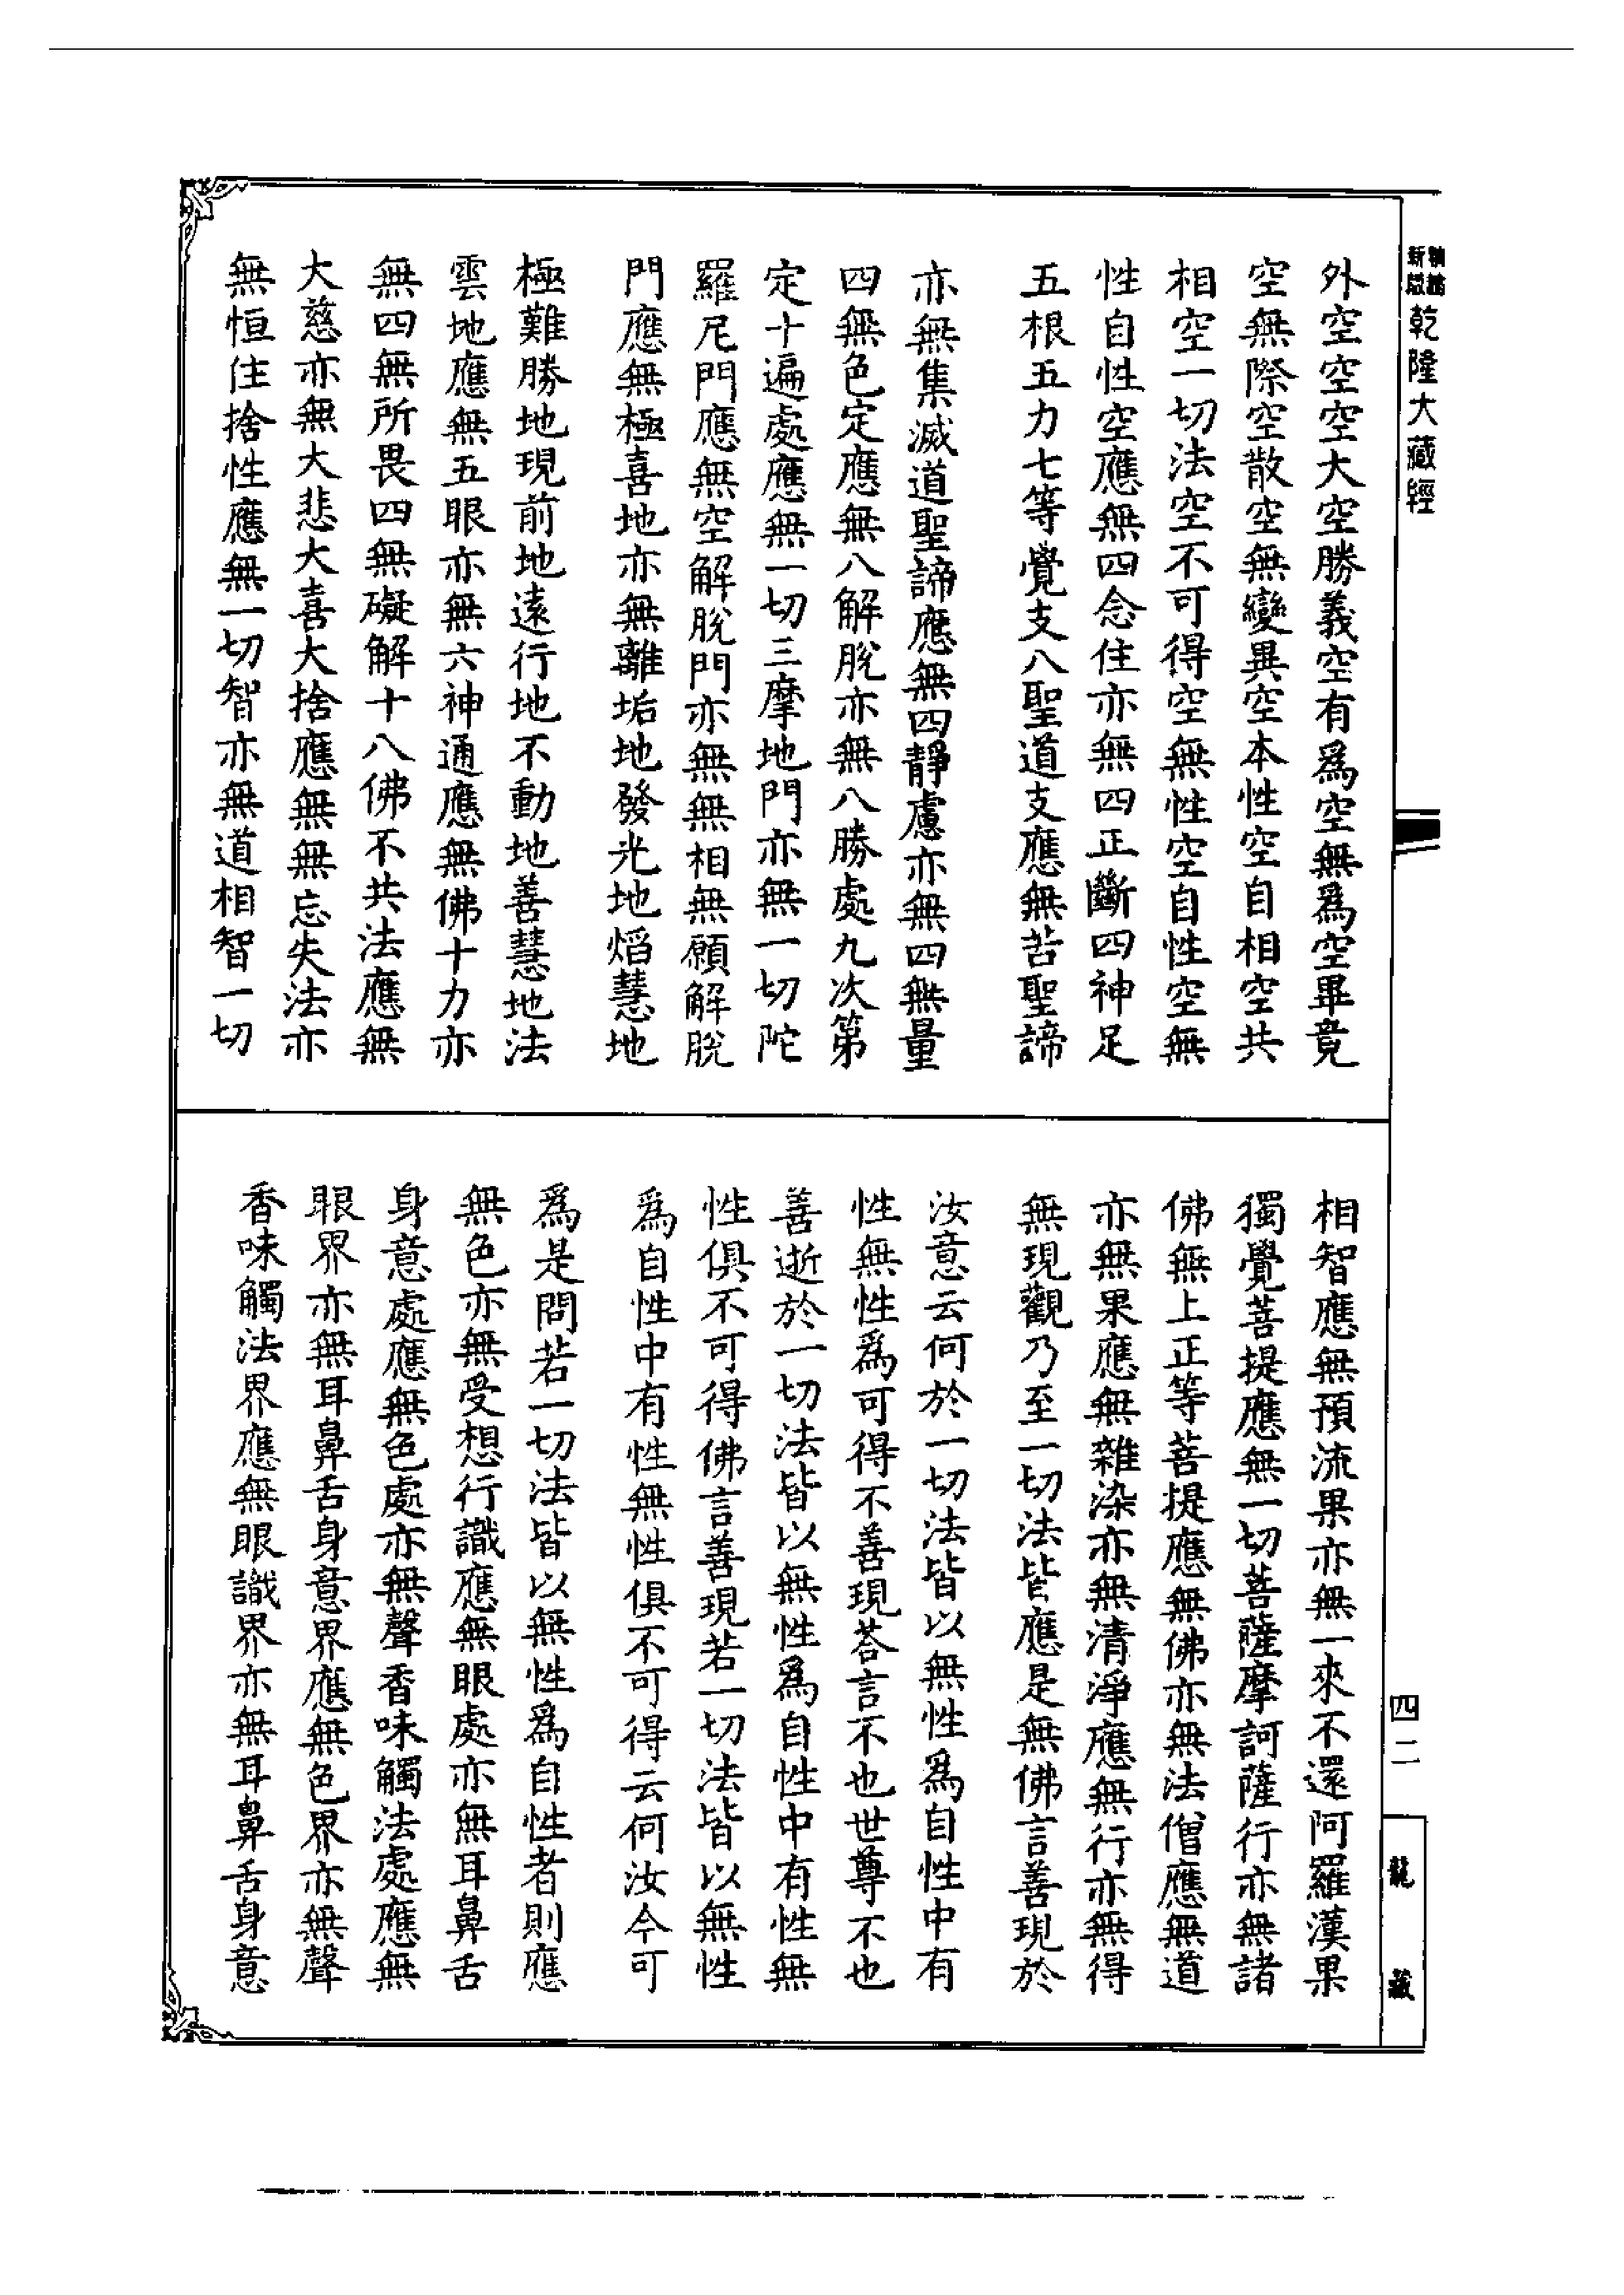 乾隆大藏經
外空空空大空勝義空有爲空無爲空畢竟
空無際空散空無變異空本性空自相空共
相空一切法空不可得空無性空自性空無
性自性空應無四念住亦無四正斷四神足
五根五力七等覺支八聖道支應無苦聖諦
亦無集滅道聖諦應無四靜慮亦無四無量
四無色定應無八解脫亦無八勝處九次第
定十遍處應無一切三摩地門亦無一切陀
羅尼門應無空解脫門亦無無相無願解脫
門應無極喜地亦無離垢地發光地焰慧地
極難勝地現前地遠行地不動地善慧地法
雲地應無五眼亦無六神通應無佛十力亦
無四無所畏四無礙解十八佛不共法應無
大慈亦無大悲大喜大捨應無無忘失法亦
無恒住捨性應無一切智亦無道相智一切
相智應無預流果亦無一來不還阿羅漢果
獨覺菩提應無一切菩薩摩訶薩行亦無諸
佛無上正等菩提應無佛亦無法僧應無道
亦無果應無雜染亦無清淨應無行亦無得
無現觀乃至一切法皆應是無佛言善現於
汝意云何於一切法皆以無性爲自性中有
性無性爲可得不善現荅言不也世尊不也
善逝於一切法皆以無性爲自性中有性無
性俱不可得佛言善現若一切法皆以無性
爲自性中有性無性俱不可得云何汝今可
爲是問若一切法皆以無性爲自性者則應
無色亦無受想行識應無眼處亦無耳鼻舌
身意處應無色處亦無聲香味觸法處應無
眼界亦無耳鼻舌身意界應無色界亦無聲
香味觸法界應無眼識界亦無耳鼻舌身意
四二
龍藏